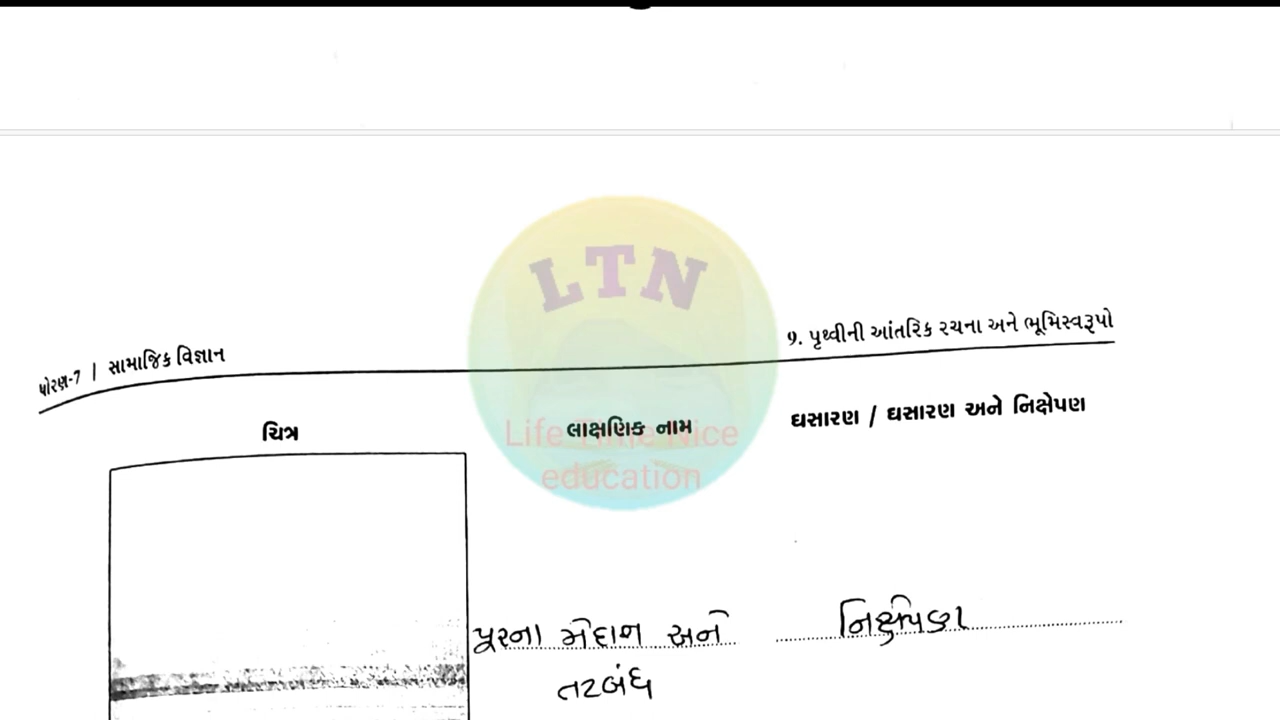 LTN
Life Time Nice
education
ધોરણ-7 | સામાજિક વિજ્ઞાન
9. પૃથ્વીની આંતરિક રચના અને ભૂમિસ્વરૂપો
ચિત્ર
લાક્ષણિક નામ
ઘસારણ / ઘસારણ અને નિક્ષેપણ
પૂરના મેદાન અને
તટબંધ
નિક્ષેપણ